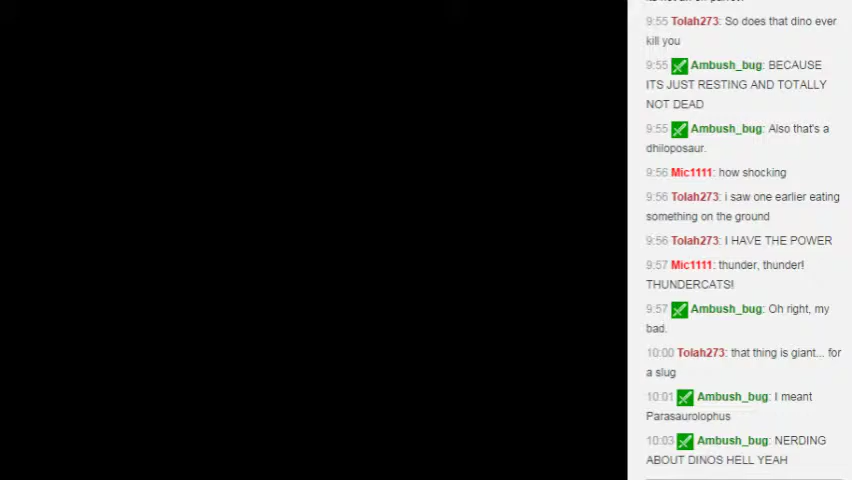 9:55 Tolah273: So does that dino ever
kill you
9:55 Ambush_bug: BECAUSE
ITS JUST RESTING AND TOTALLY
NOT DEAD
9:55 Ambush_bug: Also that's a
dhiloposaur.
9:56 Mic1111: how shocking
9:56 Tolah273: i saw one earlier eating
something on the ground
9:56 Tolah273: I HAVE THE POWER
9:57 Mic1111: thunder, thunder!
THUNDERCATS!
9:57 Ambush_bug: Oh right, my
bad.
10:00 Tolah273: that thing is giant... for
a slug
10:01 Ambush_bug: I meant
Parasaurolophus
10:03 Ambush_bug: NERDING
ABOUT DINOS HELL YEAH